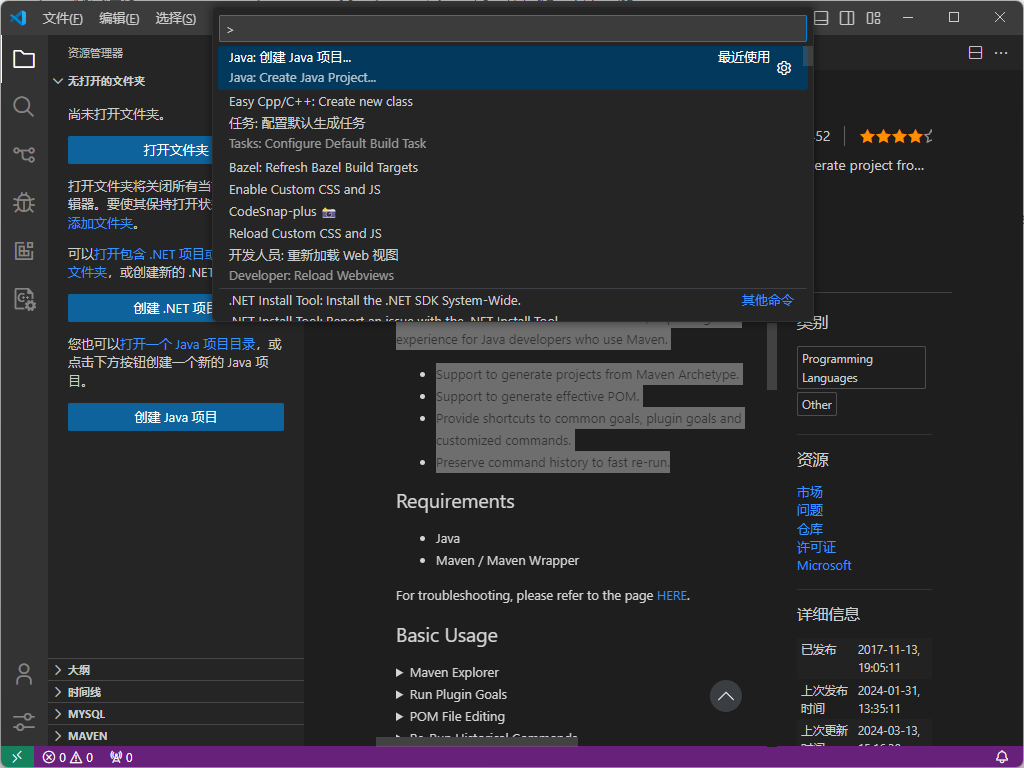 文件(F) 编辑(E) 选择(S)
>
Java: 创建 Java 项目... 最近使用
Java: Create Java Project...
Easy Cpp/C++: Create new class
任务: 配置默认生成任务
Tasks: Configure Default Build Task
Bazel: Refresh Bazel Build Targets
Enable Custom CSS and JS
CodeSnap-plus 📸
Reload Custom CSS and JS
开发人员: 重新加载 Web 视图
Developer: Reload Webviews
.NET Install Tool: Install the .NET SDK System-Wide. 其他命令
.NET Install Tool: Report an issue with the .NET Install Tool
资源管理器
无打开的文件夹
尚未打开文件夹。
打开文件夹
打开文件夹将关闭所有当
辑器。要使其保持打开状
添加文件夹。
可以打开包含 .NET 项目或
文件夹，或创建新的 .NET
创建 .NET 项目
您也可以打开一个 Java 项目目录，或
点击下方按钮创建一个新的 Java 项
目。
创建 Java 项目
大纲
时间线
MYSQL
MAVEN
52
erate project fro...
experience for Java developers who use Maven.
Support to generate projects from Maven Archetype.
Support to generate effective POM.
Provide shortcuts to common goals, plugin goals and
customized commands.
Preserve command history to fast re-run.
Requirements
Java
Maven / Maven Wrapper
For troubleshooting, please refer to the page HERE.
Basic Usage
Maven Explorer
Run Plugin Goals
POM File Editing
Re-Run Historical Commands
类别
Programming
Languages
Other
资源
市场
问题
仓库
许可证
Microsoft
详细信息
已发布 2017-11-13,
19:05:11
上次发布 2024-01-31,
时间 13:35:11
上次更新 2024-03-13,
时间
0 0 0